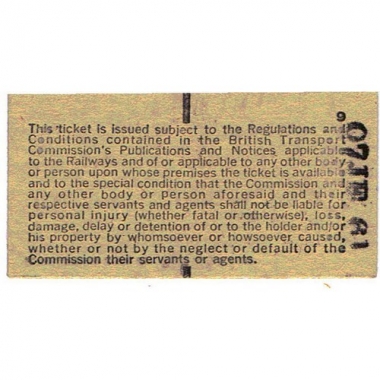 This ticket is issued subject to the Regulations and
Conditions contained in the British Transport
Commission's Publications and Notices applicable
to the Railways and of or applicable to any other body
or person upon whose premises the ticket is available
and to the special condition that the Commission and
any other body or person aforesaid and their
respective servants and agents shall not be liable for
personal injury (whether fatal or otherwise), loss,
damage, delay or detention of or to the holder and/or
his property by whomsoever or howsoever caused,
whether or not by the neglect or default of the
Commission their servants or agents.
9
07JE 61